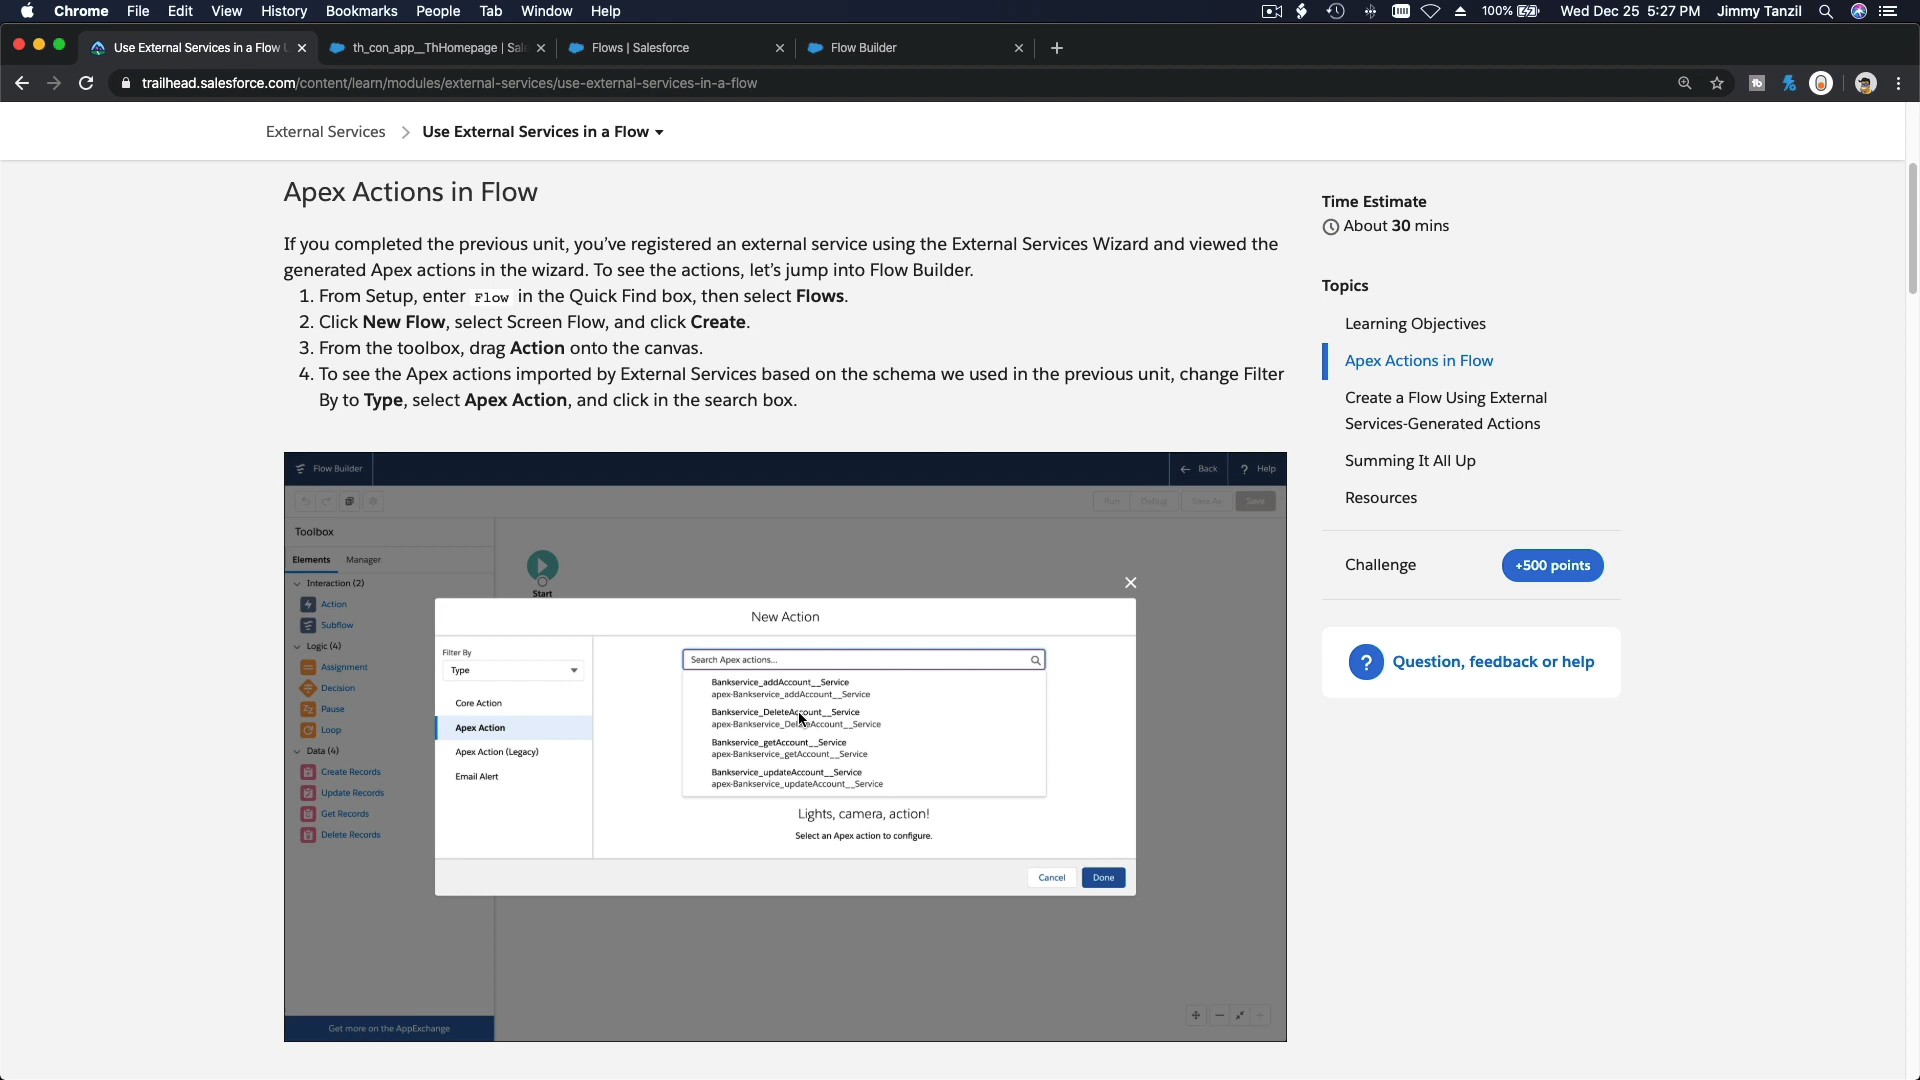 Chrome File Edit View History Bookmarks People Tab Window Help 100% Wed Dec 25 5:27 PM Jimmy Tanzil
Use External Services in a Flow th_con_app__ThHomepage | Sal Flows | Salesforce Flow Builder
trailhead.salesforce.com/content/learn/modules/external-services/use-external-services-in-a-flow
External Services Use External Services in a Flow
Apex Actions in Flow
If you completed the previous unit, you've registered an external service using the External Services Wizard and viewed the
generated Apex actions in the wizard. To see the actions, let's jump into Flow Builder.
1. From Setup, enter Flow in the Quick Find box, then select Flows.
2. Click New Flow, select Screen Flow, and click Create.
3. From the toolbox, drag Action onto the canvas.
4. To see the Apex actions imported by External Services based on the schema we used in the previous unit, change Filter
By to Type, select Apex Action, and click in the search box.
Flow Builder Back ? Help
Run Debug Save As Save
Toolbox
Elements Manager
Interaction (2)
Action
Subflow
Logic (4)
Assignment
Decision
Pause
Loop
Data (4)
Create Records
Update Records
Get Records
Delete Records
Get more on the AppExchange
Start
New Action
Filter By
Type
Core Action
Apex Action
Apex Action (Legacy)
Email Alert
Search Apex actions...
Bankservice_addAccount__Service
apex-Bankservice_addAccount__Service
Bankservice_DeleteAccount__Service
apex-Bankservice_DeleteAccount__Service
Bankservice_getAccount__Service
apex-Bankservice_getAccount__Service
Bankservice_updateAccount__Service
apex-Bankservice_updateAccount__Service
Lights, camera, action!
Select an Apex action to configure.
Cancel Done
Time Estimate
About 30 mins
Topics
Learning Objectives
Apex Actions in Flow
Create a Flow Using External
Services-Generated Actions
Summing It All Up
Resources
Challenge +500 points
? Question, feedback or help